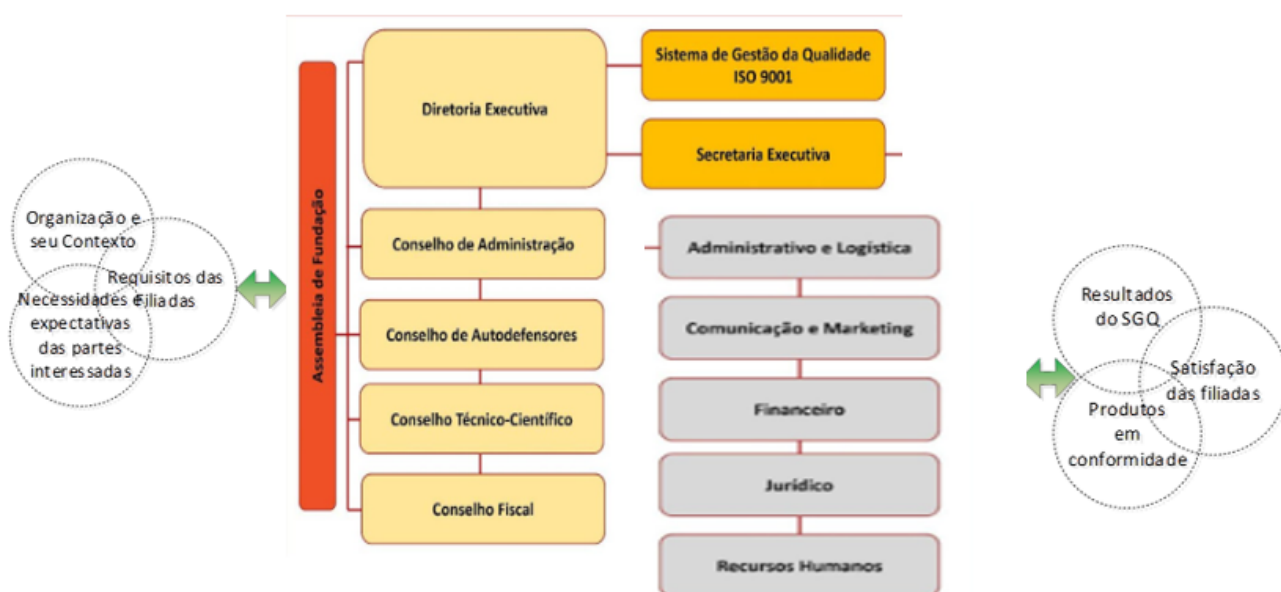 Organização e
seu Contexto
Requisitos das
Filiadas
Necessidades e
expectativas
das partes
interessadas
Assembleia de Fundação
Diretoria Executiva
Conselho de Administração
Conselho de Autodefensores
Conselho Técnico-Científico
Conselho Fiscal
Sistema de Gestão da Qualidade
ISO 9001
Secretaria Executiva
Administrativo e Logística
Comunicação e Marketing
Financeiro
Jurídico
Recursos Humanos
Resultados
do SGQ
Satisfação
das filiadas
Produtos
em
conformidade